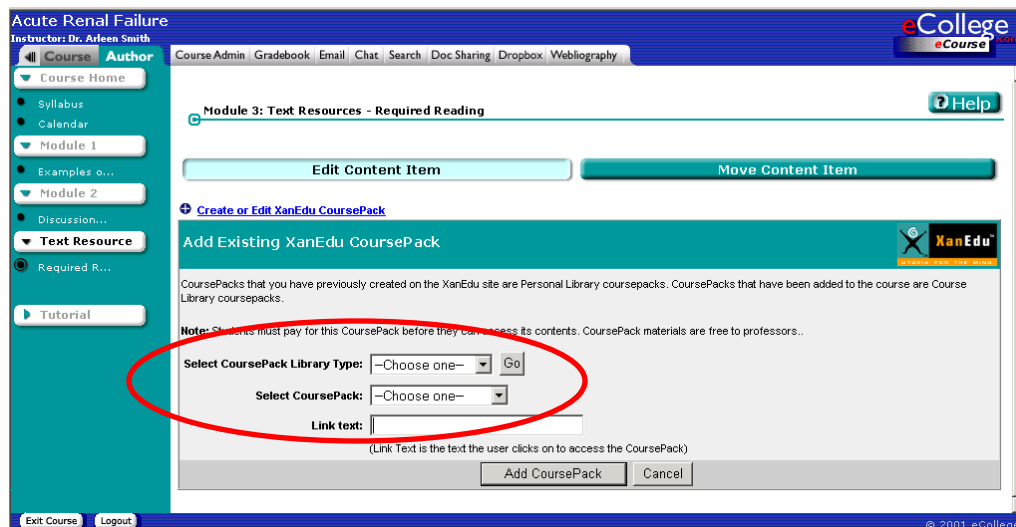 Acute Renal Failure
Instructor: Dr. Arleen Smith
eCollege
eCourse
Course Author
Course Admin Gradebook Email Chat Search Doc Sharing Dropbox Webliography
Course Home
Syllabus
Calendar
Module 1
Examples o...
Module 2
Discussion...
Text Resource
Required R...
Tutorial
Module 3: Text Resources - Required Reading
? Help
Edit Content Item
Move Content Item
Create or Edit XanEdu CoursePack
Add Existing XanEdu CoursePack
XanEdu
UTOPIA FOR THE MIND
CoursePacks that you have previously created on the XanEdu site are Personal Library coursepacks. CoursePacks that have been added to the course are Course
Library coursepacks.
Note: Students must pay for this CoursePack before they can access its contents. CoursePack materials are free to professors..
Select CoursePack Library Type: --Choose one-- Go
Select CoursePack: --Choose one--
Link text:
(Link Text is the text the user clicks on to access the CoursePack)
Add CoursePack Cancel
Exit Course Logout
© 2001 eCollege